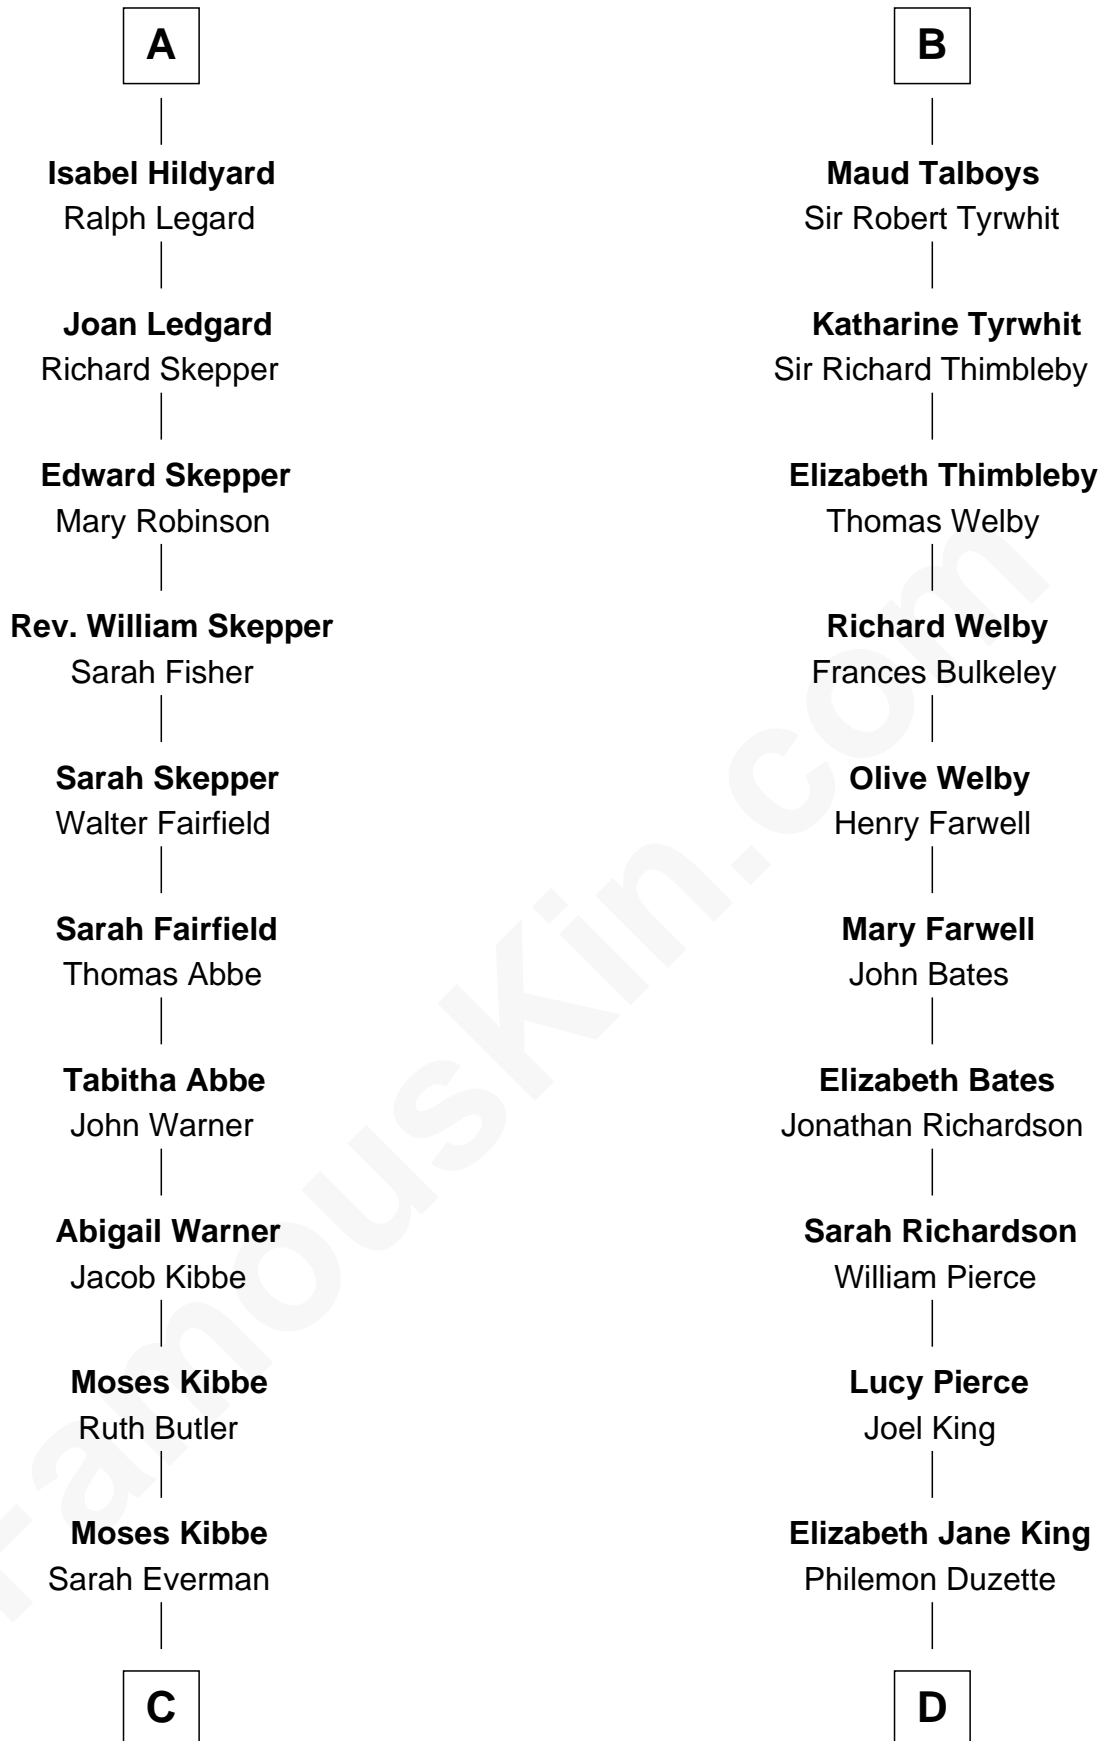 A
Isabel Hildyard
Ralph Legard
Joan Ledgard
Richard Skepper
Edward Skepper
Mary Robinson
Rev. William Skepper
Sarah Fisher
Sarah Skepper
Walter Fairfield
Sarah Fairfield
Thomas Abbe
Tabitha Abbe
John Warner
Abigail Warner
Jacob Kibbe
Moses Kibbe
Ruth Butler
Moses Kibbe
Sarah Everman
C
B
Maud Talboys
Sir Robert Tyrwhit
Katharine Tyrwhit
Sir Richard Thimbleby
Elizabeth Thimbleby
Thomas Welby
Richard Welby
Frances Bulkeley
Olive Welby
Henry Farwell
Mary Farwell
John Bates
Elizabeth Bates
Jonathan Richardson
Sarah Richardson
William Pierce
Lucy Pierce
Joel King
Elizabeth Jane King
Philemon Duzette
D
FamousKin.com